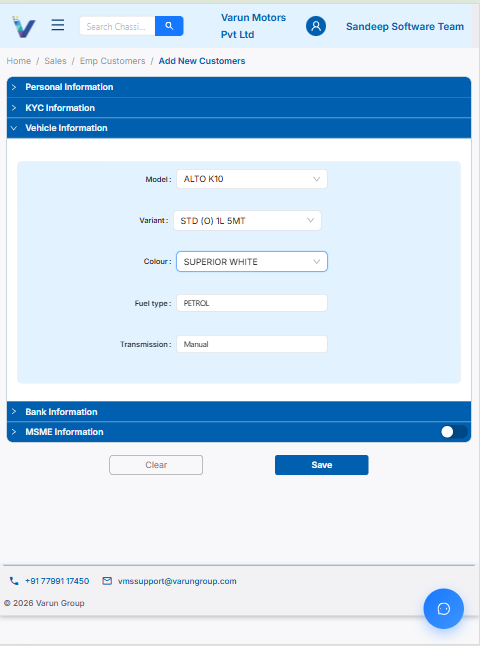 Search Chassi...
Varun Motors
Pvt Ltd
Sandeep Software Team
Home / Sales / Emp Customers / Add New Customers
Personal Information
KYC Information
Vehicle Information
Model : ALTO K10
Variant : STD (O) 1L 5MT
Colour : SUPERIOR WHITE
Fuel type : PETROL
Transmission : Manual
Bank Information
MSME Information
Clear Save
+91 77991 17450 vmssupport@varungroup.com
© 2026 Varun Group